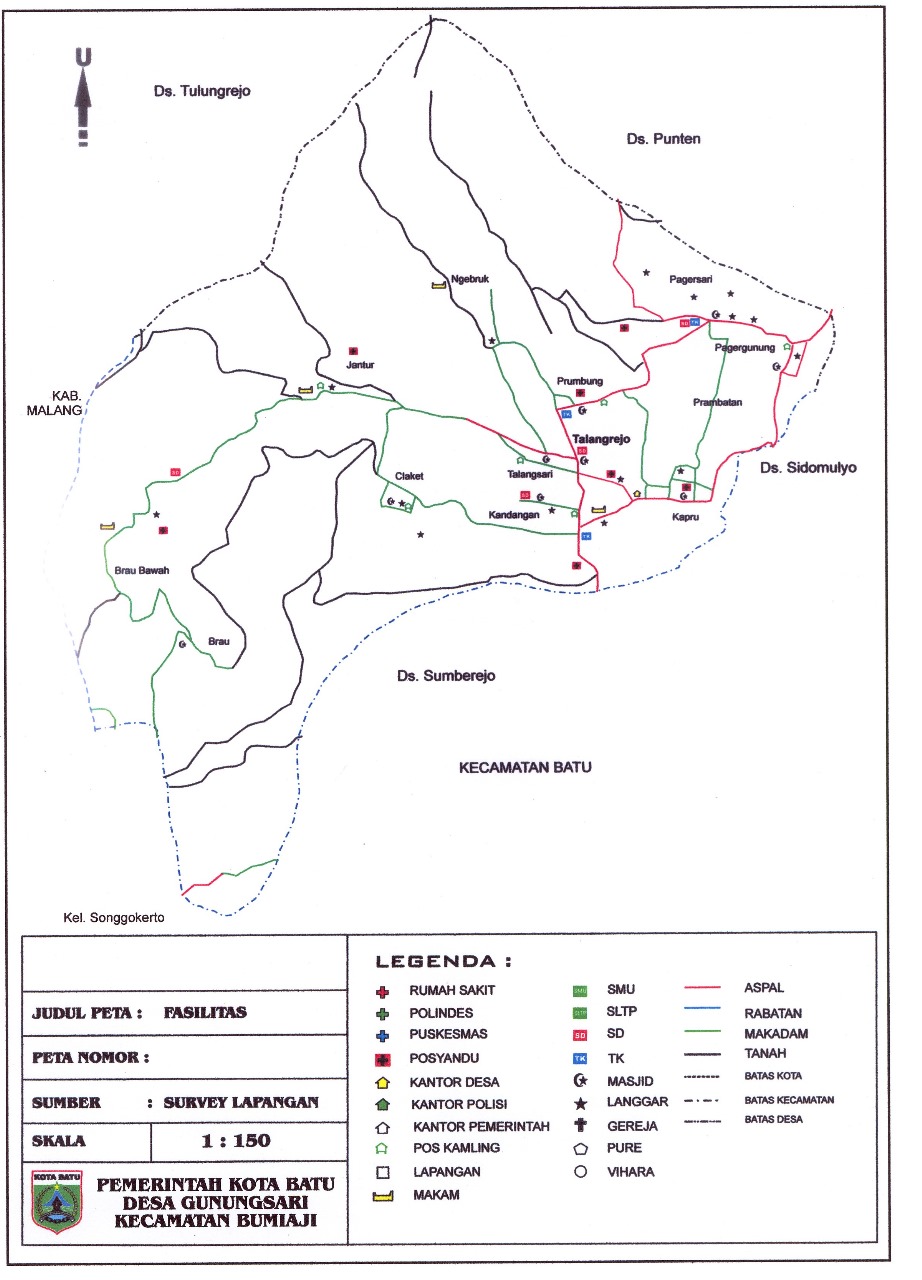 U
Ds. Tulungrejo
Ds. Punten
Ngebruk
Pagersari
SD TK
Pagergunung
Jantur
KAB.
MALANG
Prumbung
Prambatan
TK
Talangrejo
SD
Ds. Sidomulyo
SD
Claket
Talangsari
SD
Kandangan
Kapru
TK
Brau Bawah
Brau
Ds. Sumberejo
KECAMATAN BATU
Kel. Songgokerto
JUDUL PETA : FASILITAS
PETA NOMOR :
SUMBER : SURVEY LAPANGAN
SKALA 1 : 150
KOTA BATU
PEMERINTAH KOTA BATU
DESA GUNUNGSARI
KECAMATAN BUMIAJI
LEGENDA :
RUMAH SAKIT
POLINDES
PUSKESMAS
POSYANDU
KANTOR DESA
KANTOR POLISI
KANTOR PEMERINTAH
POS KAMLING
LAPANGAN
MAKAM
SMU SMU
SLTP SLTP
SD SD
TK TK
MASJID
LANGGAR
GEREJA
PURE
VIHARA
ASPAL
RABATAN
MAKADAM
TANAH
BATAS KOTA
BATAS KECAMATAN
BATAS DESA